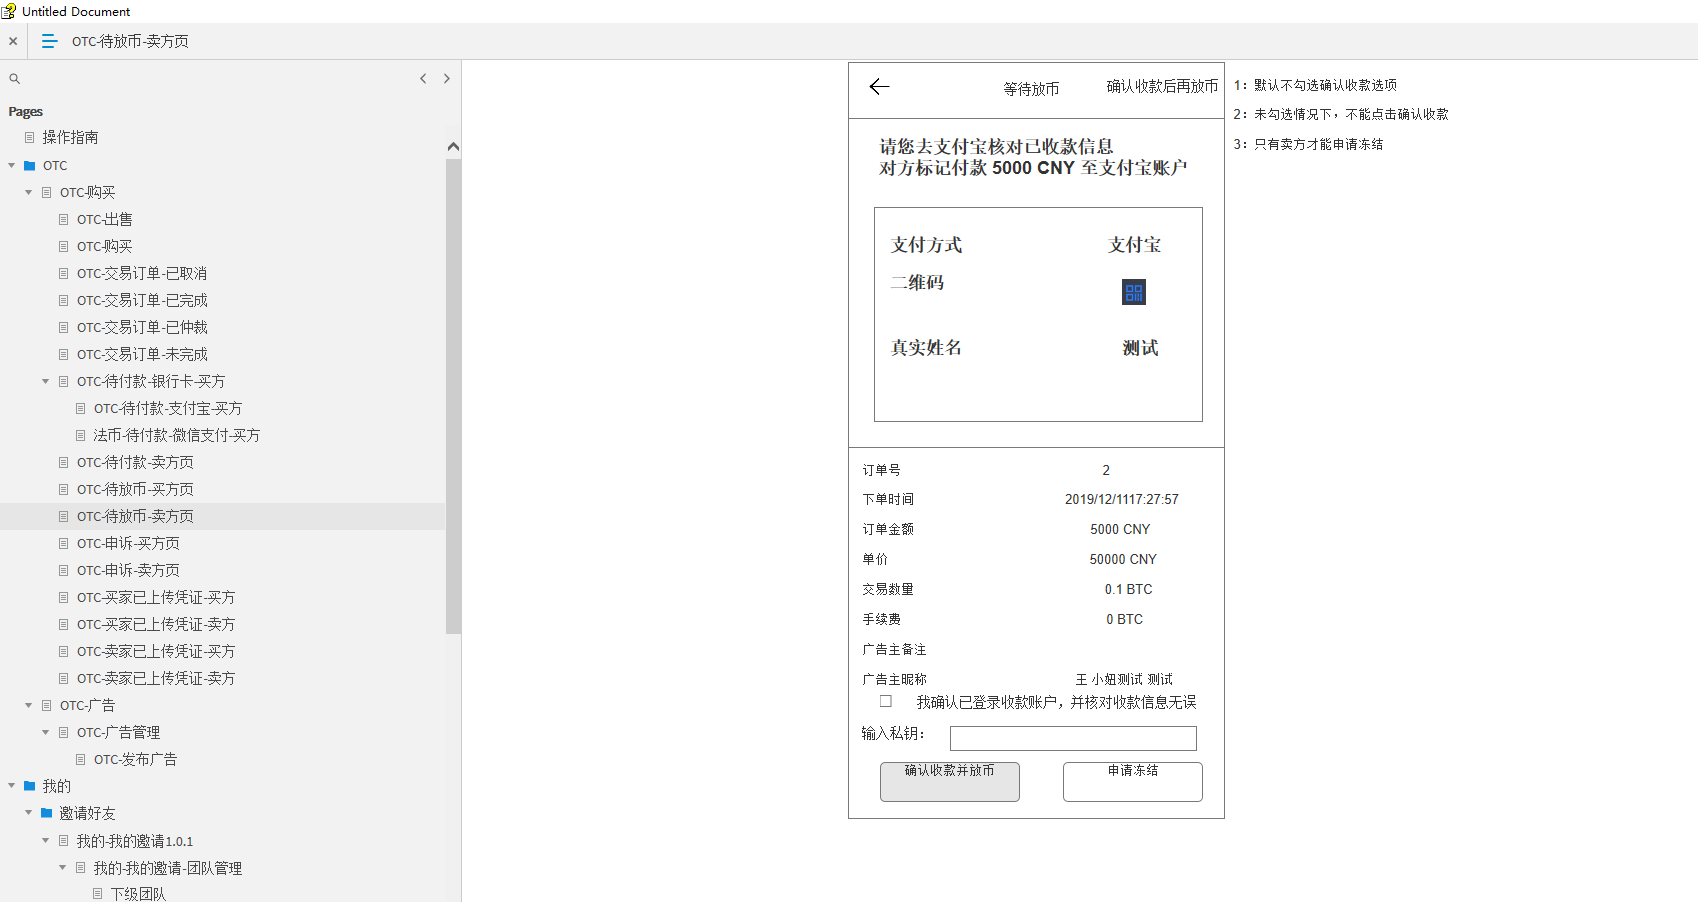 Untitled Document
OTC-待放币-卖方页
Pages
操作指南
OTC
OTC-购买
OTC-出售
OTC-购买
OTC-交易订单-已取消
OTC-交易订单-已完成
OTC-交易订单-已仲裁
OTC-交易订单-未完成
OTC-待付款-银行卡-买方
OTC-待付款-支付宝-买方
法币-待付款-微信支付-买方
OTC-待付款-卖方页
OTC-待放币-买方页
OTC-待放币-卖方页
OTC-申诉-买方页
OTC-申诉-卖方页
OTC-买家已上传凭证-买方
OTC-买家已上传凭证-卖方
OTC-卖家已上传凭证-买方
OTC-卖家已上传凭证-卖方
OTC-广告
OTC-广告管理
OTC-发布广告
我的
邀请好友
我的-我的邀请1.0.1
我的-我的邀请-团队管理
下级团队
等待放币 确认收款后再放币
请您去支付宝核对已收款信息
对方标记付款 5000 CNY 至支付宝账户
支付方式 支付宝
二维码
真实姓名 测试
订单号 2
下单时间 2019/12/1117:27:57
订单金额 5000 CNY
单价 50000 CNY
交易数量 0.1 BTC
手续费 0 BTC
广告主备注
广告主昵称 王 小妞测试 测试
我确认已登录收款账户，并核对收款信息无误
输入私钥：
确认收款并放币 申请冻结
1：默认不勾选确认收款选项
2：未勾选情况下，不能点击确认收款
3：只有卖方才能申请冻结